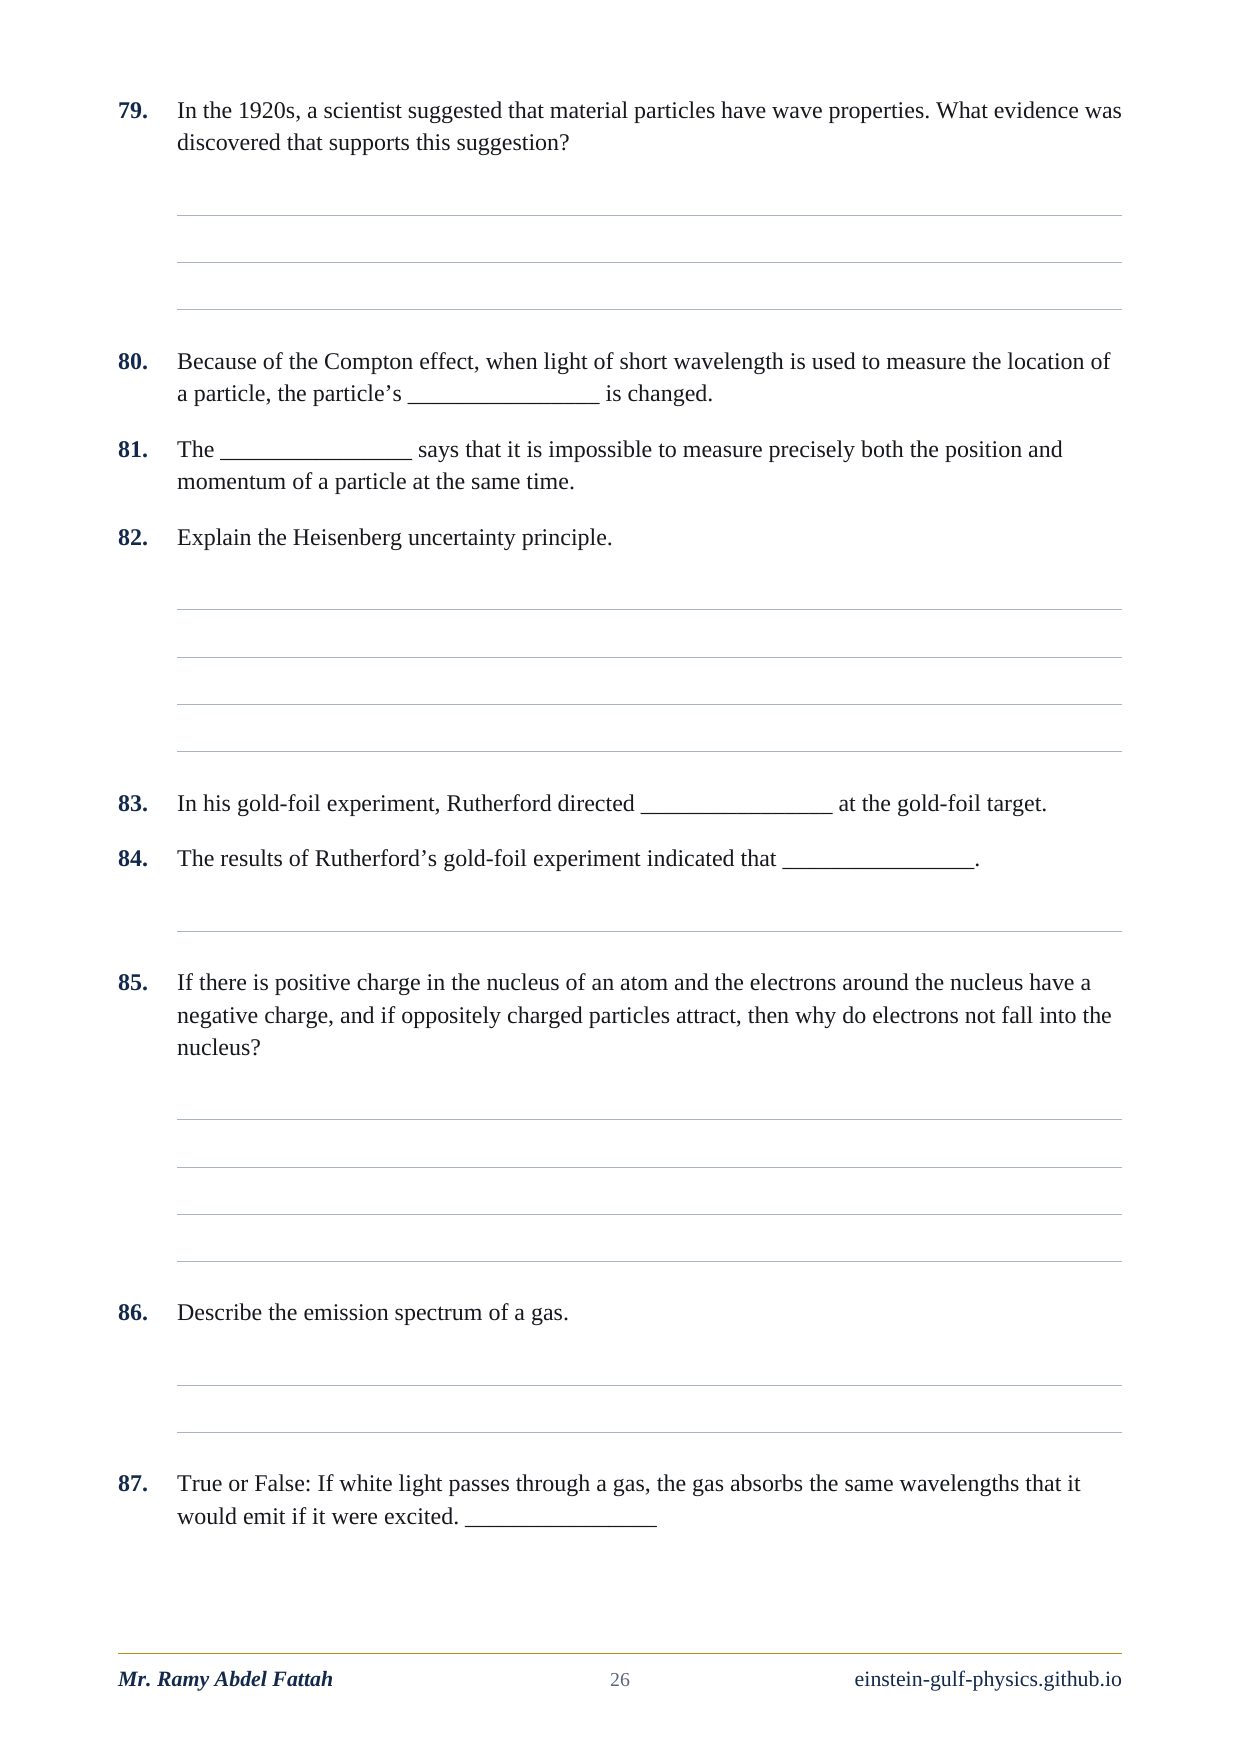 79. In the 1920s, a scientist suggested that material particles have wave properties. What evidence was
discovered that supports this suggestion?
80. Because of the Compton effect, when light of short wavelength is used to measure the location of
a particle, the particle’s ________________ is changed.
81. The ________________ says that it is impossible to measure precisely both the position and
momentum of a particle at the same time.
82. Explain the Heisenberg uncertainty principle.
83. In his gold-foil experiment, Rutherford directed ________________ at the gold-foil target.
84. The results of Rutherford’s gold-foil experiment indicated that ________________.
85. If there is positive charge in the nucleus of an atom and the electrons around the nucleus have a
negative charge, and if oppositely charged particles attract, then why do electrons not fall into the
nucleus?
86. Describe the emission spectrum of a gas.
87. True or False: If white light passes through a gas, the gas absorbs the same wavelengths that it
would emit if it were excited. ________________
Mr. Ramy Abdel Fattah 26 einstein-gulf-physics.github.io